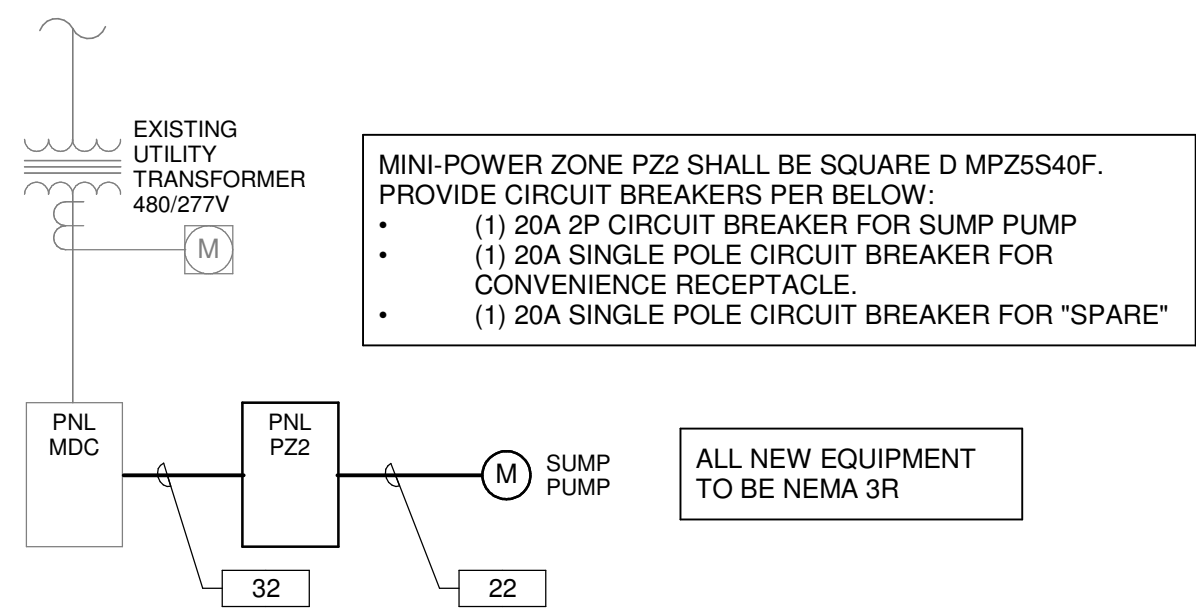 EXISTING
UTILITY
TRANSFORMER
480/277V
M
MINI-POWER ZONE PZ2 SHALL BE SQUARE D MPZ5S40F.
PROVIDE CIRCUIT BREAKERS PER BELOW:
• (1) 20A 2P CIRCUIT BREAKER FOR SUMP PUMP
• (1) 20A SINGLE POLE CIRCUIT BREAKER FOR
CONVENIENCE RECEPTACLE.
• (1) 20A SINGLE POLE CIRCUIT BREAKER FOR "SPARE"
PNL
MDC
PNL
PZ2
M
SUMP
PUMP
ALL NEW EQUIPMENT
TO BE NEMA 3R
32
22